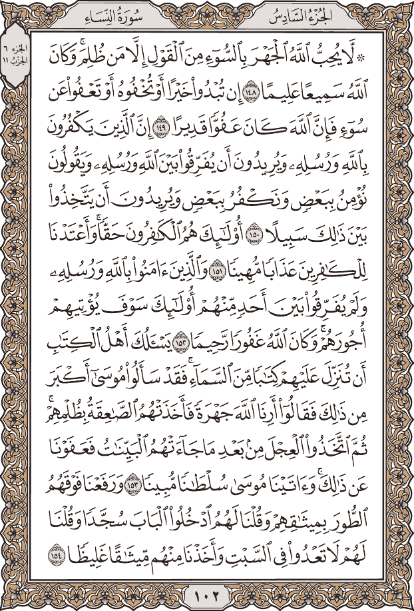 الجُزْءُ السَّادِسُ
سُورَةُ النِّسَاءِ
الجزء ٦
الحزب ١١
۞ لَّا يُحِبُّ ٱللَّهُ ٱلۡجَهۡرَ بِٱلسُّوٓءِ مِنَ ٱلۡقَوۡلِ إِلَّا مَن ظُلِمَۚ وَكَانَ
ٱللَّهُ سَمِيعًا عَلِيمًا ١٤٨ إِن تُبۡدُواْ خَيۡرًا أَوۡ تُخۡفُوهُ أَوۡ تَعۡفُواْ عَن
سُوٓءٖ فَإِنَّ ٱللَّهَ كَانَ عَفُوّٗا قَدِيرًا ١٤٩ إِنَّ ٱلَّذِينَ يَكۡفُرُونَ
بِٱللَّهِ وَرُسُلِهِۦ وَيُرِيدُونَ أَن يُفَرِّقُواْ بَيۡنَ ٱللَّهِ وَرُسُلِهِۦ وَيَقُولُونَ
نُؤۡمِنُ بِبَعۡضٖ وَنَكۡفُرُ بِبَعۡضٖ وَيُرِيدُونَ أَن يَتَّخِذُواْ
بَيۡنَ ذَٰلِكَ سَبِيلًا ١٥٠ أُوْلَٰٓئِكَ هُمُ ٱلۡكَٰفِرُونَ حَقّٗاۚ وَأَعۡتَدۡنَا
لِلۡكَٰفِرِينَ عَذَابٗا مُّهِينٗا ١٥١ وَٱلَّذِينَ ءَامَنُواْ بِٱللَّهِ وَرُسُلِهِۦ
وَلَمۡ يُفَرِّقُواْ بَيۡنَ أَحَدٖ مِّنۡهُمۡ أُوْلَٰٓئِكَ سَوۡفَ يُؤۡتِيهِمۡ
أُجُورَهُمۡۚ وَكَانَ ٱللَّهُ غَفُورٗا رَّحِيمٗا ١٥٢ يَسۡـَٔلُكَ أَهۡلُ ٱلۡكِتَٰبِ
أَن تُنَزِّلَ عَلَيۡهِمۡ كِتَٰبٗا مِّنَ ٱلسَّمَآءِۚ فَقَدۡ سَأَلُواْ مُوسَىٰٓ أَكۡبَرَ
مِن ذَٰلِكَ فَقَالُوٓاْ أَرِنَا ٱللَّهَ جَهۡرَةٗ فَأَخَذَتۡهُمُ ٱلصَّٰعِقَةُ بِظُلۡمِهِمۡۚ
ثُمَّ ٱتَّخَذُواْ ٱلۡعِجۡلَ مِنۢ بَعۡدِ مَا جَآءَتۡهُمُ ٱلۡبَيِّنَٰتُ فَعَفَوۡنَا
عَن ذَٰلِكَۚ وَءَاتَيۡنَا مُوسَىٰ سُلۡطَٰنٗا مُّبِينٗا ١٥٣ وَرَفَعۡنَا فَوۡقَهُمُ
ٱلطُّورَ بِمِيثَٰقِهِمۡ وَقُلۡنَا لَهُمُ ٱدۡخُلُواْ ٱلۡبَابَ سُجَّدٗا وَقُلۡنَا
لَهُمۡ لَا تَعۡدُواْ فِي ٱلسَّبۡتِ وَأَخَذۡنَا مِنۡهُم مِّيثَٰقًا غَلِيظٗا ١٥٤
١٠٢